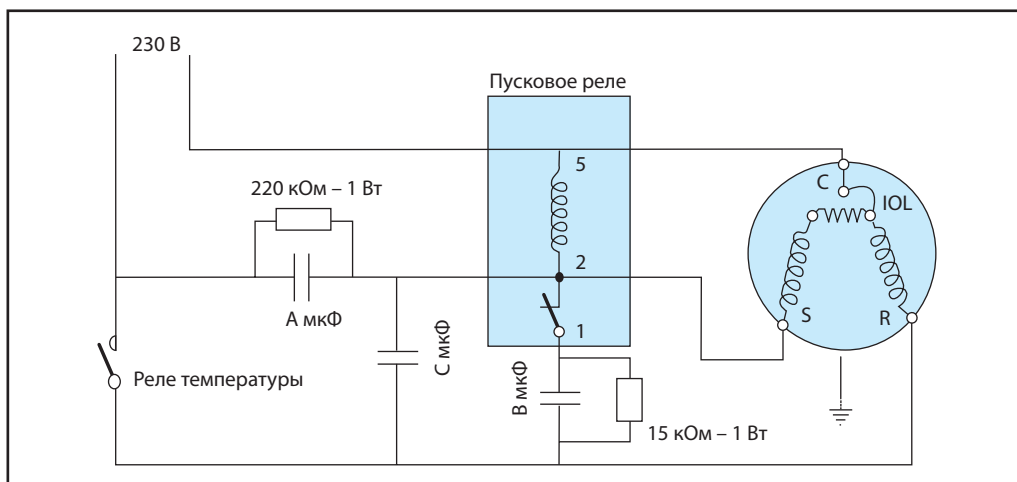 230 В
Пусковое реле
5
C
IOL
220 кОм – 1 Вт
2
А мкФ
S
R
1
С мкФ
Реле температуры
В мкФ
15 кОм – 1 Вт